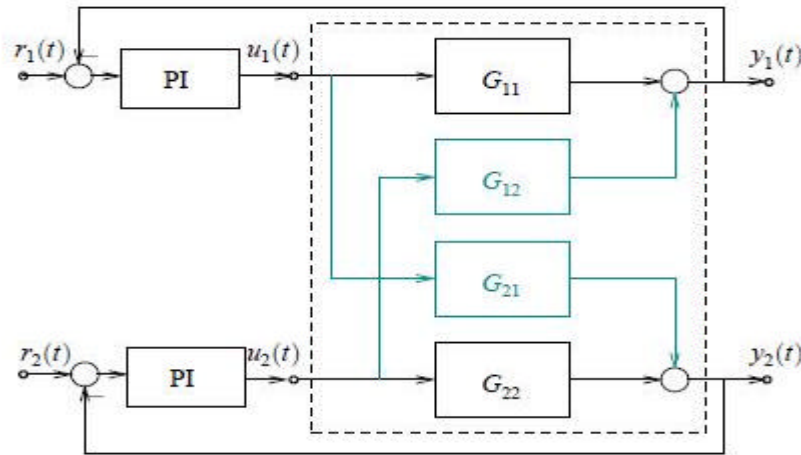 r₁(t) PI u₁(t) G₁₁ y₁(t)
G₁₂
G₂₁
r₂(t) PI u₂(t) G₂₂ y₂(t)